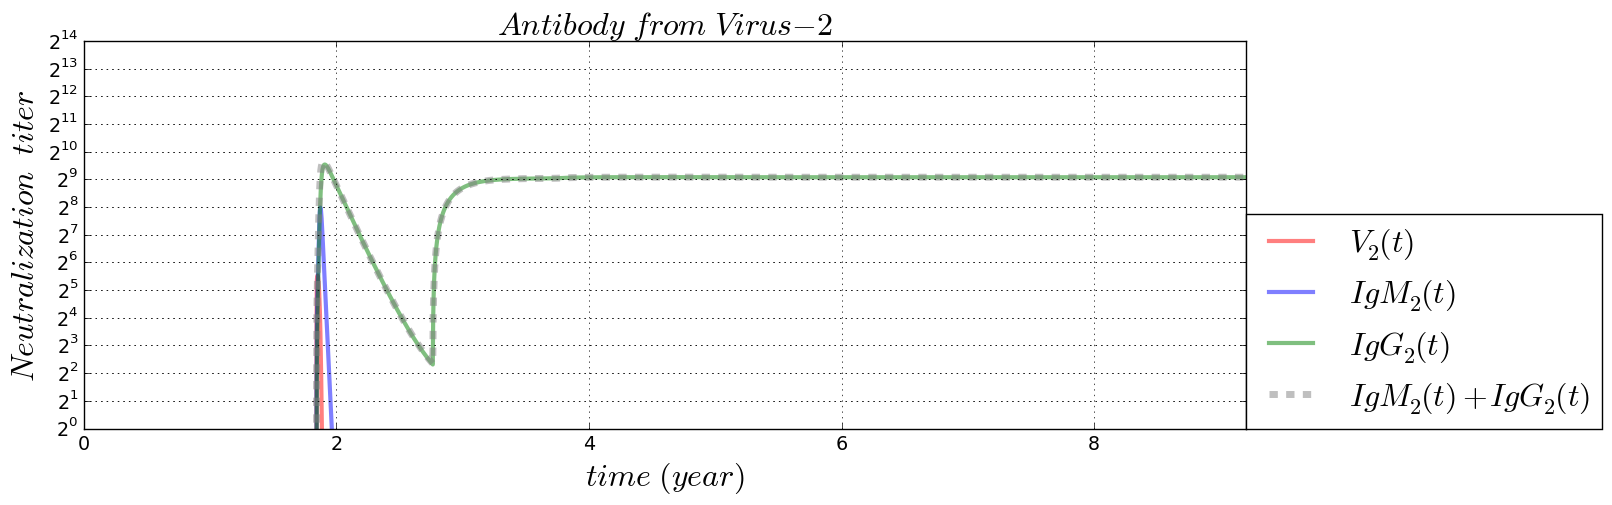 Antibody from Virus−2
Neutralization titer
2^14
2^13
2^12
2^11
2^10
2^9
2^8
2^7
2^6
2^5
2^4
2^3
2^2
2^1
2^0
0 2 4 6 8
time (year)
V_2(t)
IgM_2(t)
IgG_2(t)
IgM_2(t)+IgG_2(t)